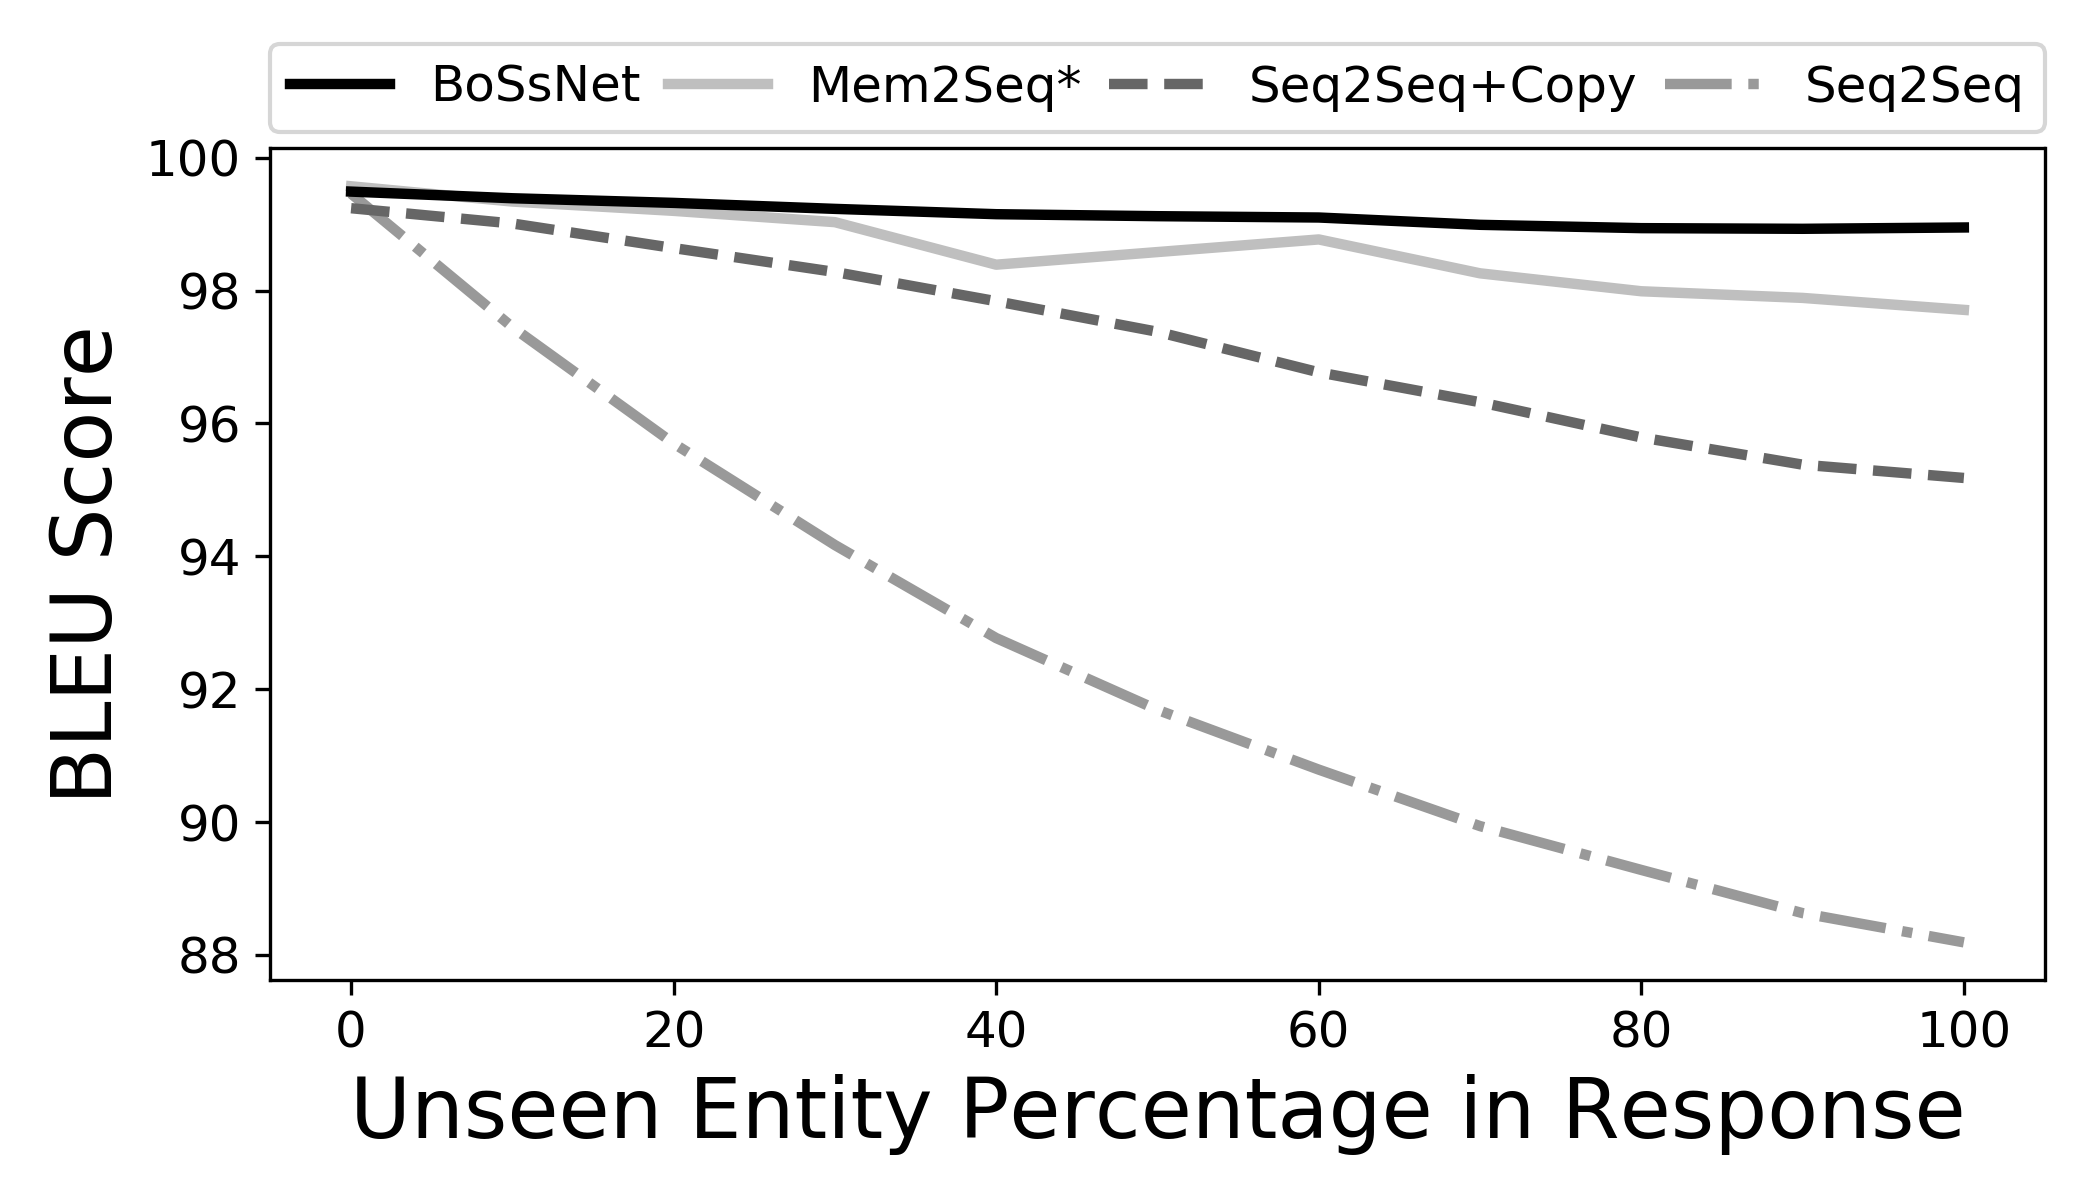 BoSsNet Mem2Seq* Seq2Seq+Copy Seq2Seq
100
98
96
94
92
90
88
BLEU Score
0 20 40 60 80 100
Unseen Entity Percentage in Response